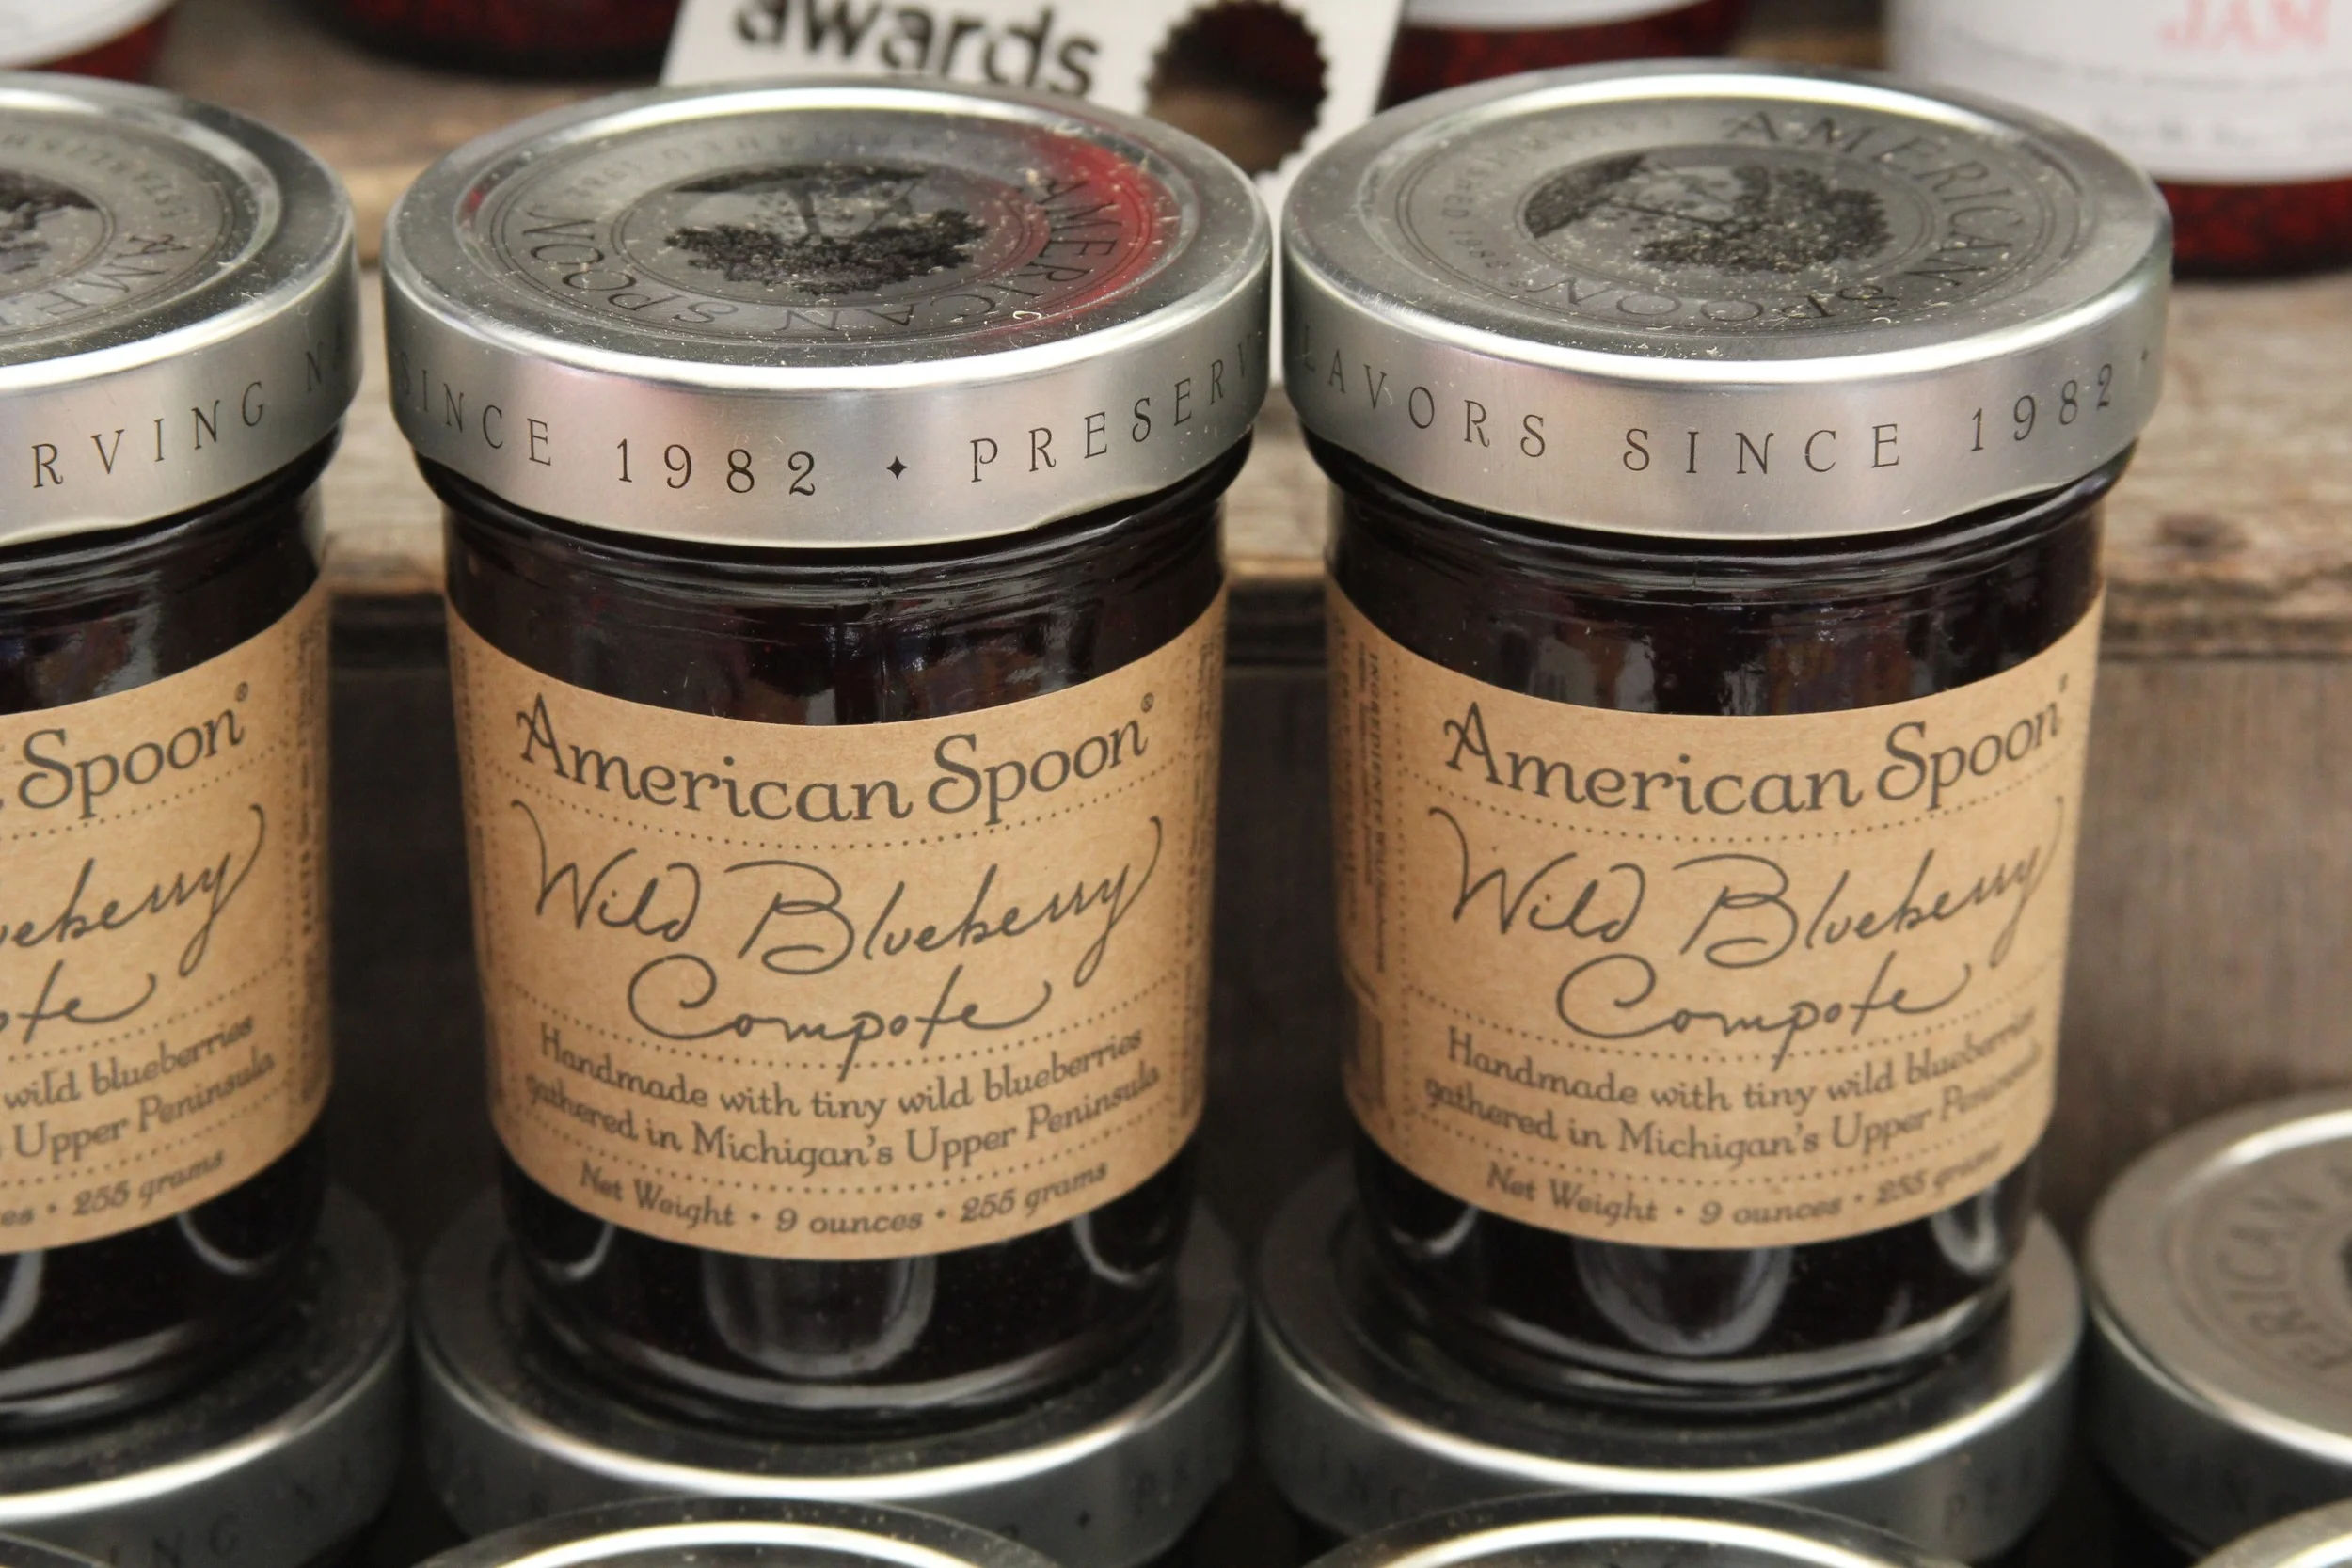 awards
JAM
AMERICAN SPOON
AMERICAN SPOON
RVING N
SINCE 1982 ✦ PRESERV
LAVORS SINCE 1982
Spoon®
American Spoon®
Wild Blueberry
Compote
Handmade with tiny wild blueberries
gathered in Michigan's Upper Peninsula
Net Weight • 9 ounces • 255 grams
American Spoon®
Wild Blueberry
Compote
Handmade with tiny wild blueberries
gathered in Michigan's Upper Peninsula
Net Weight • 9 ounces • 255 grams
wild blueberries
Upper Peninsula
255 grams